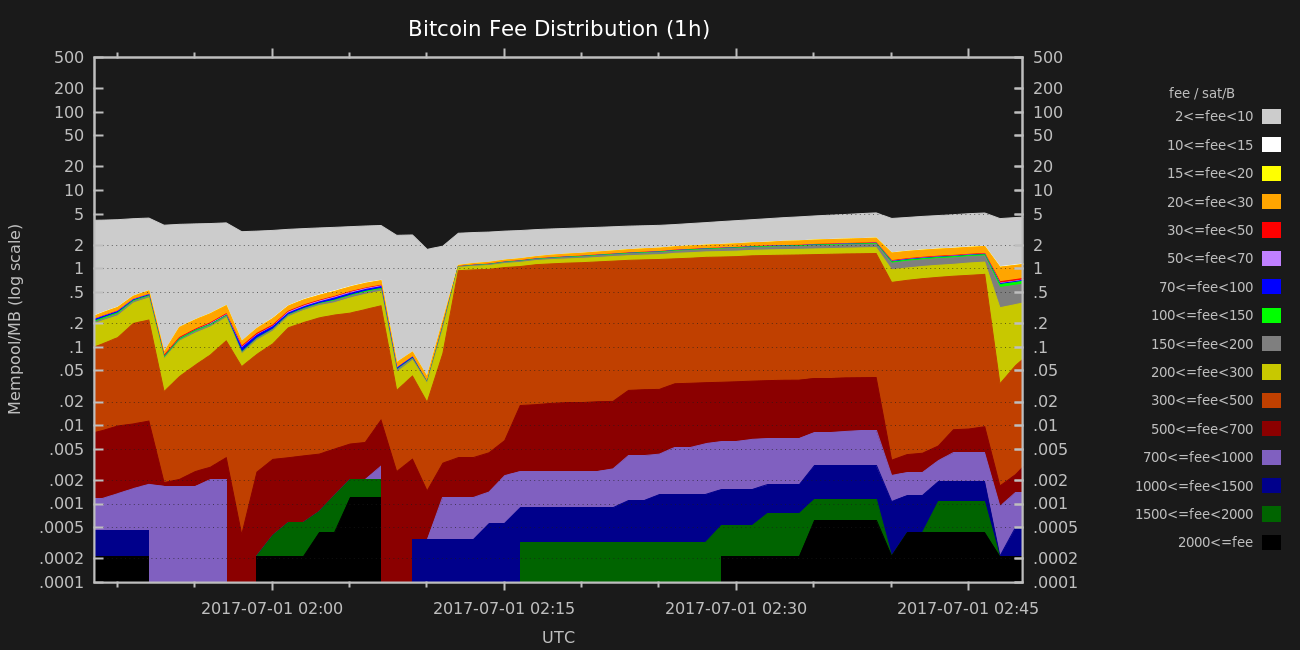 Bitcoin Fee Distribution (1h)
Mempool/MB (log scale)
500
200
100
50
20
10
5
2
1
.5
.2
.1
.05
.02
.01
.005
.002
.001
.0005
.0002
.0001
500
200
100
50
20
10
5
2
1
.5
.2
.1
.05
.02
.01
.005
.002
.001
.0005
.0002
.0001
fee / sat/B
2<=fee<10
10<=fee<15
15<=fee<20
20<=fee<30
30<=fee<50
50<=fee<70
70<=fee<100
100<=fee<150
150<=fee<200
200<=fee<300
300<=fee<500
500<=fee<700
700<=fee<1000
1000<=fee<1500
1500<=fee<2000
2000<=fee
2017-07-01 02:00
2017-07-01 02:15
2017-07-01 02:30
2017-07-01 02:45
UTC